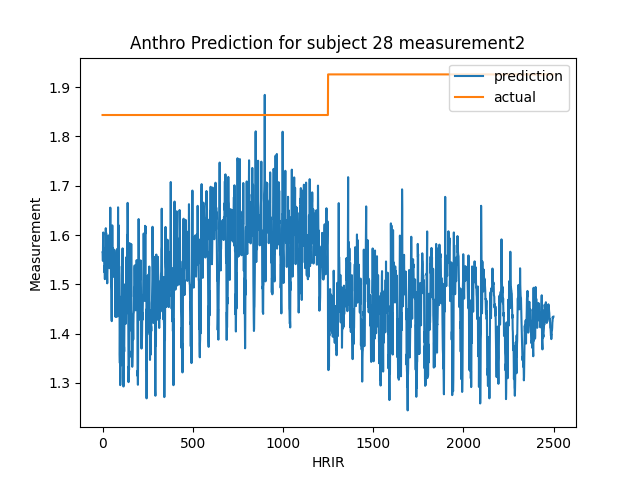 Anthro Prediction for subject 28 measurement2
prediction
actual
Measurement
1.9
1.8
1.7
1.6
1.5
1.4
1.3
0 500 1000 1500 2000 2500
HRIR